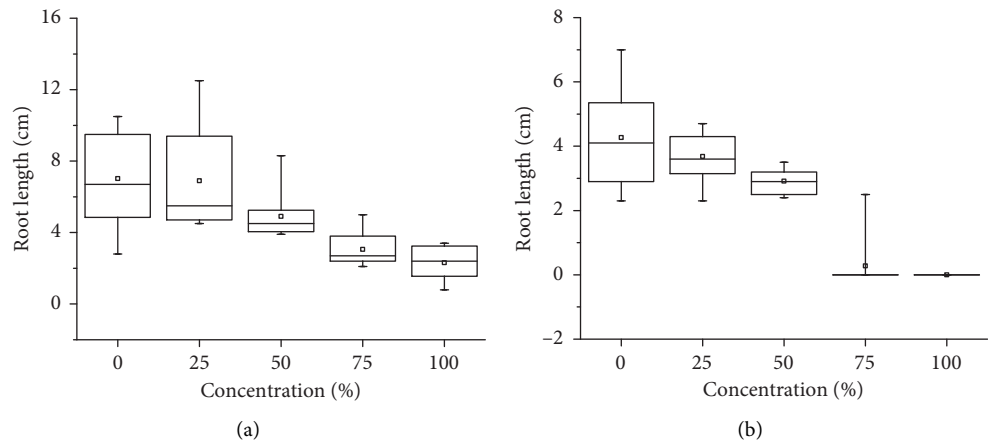 16
12
8
4
0
Root length (cm)
0 25 50 75 100
Concentration (%)
(a)
8
6
4
2
0
−2
Root length (cm)
0 25 50 75 100
Concentration (%)
(b)